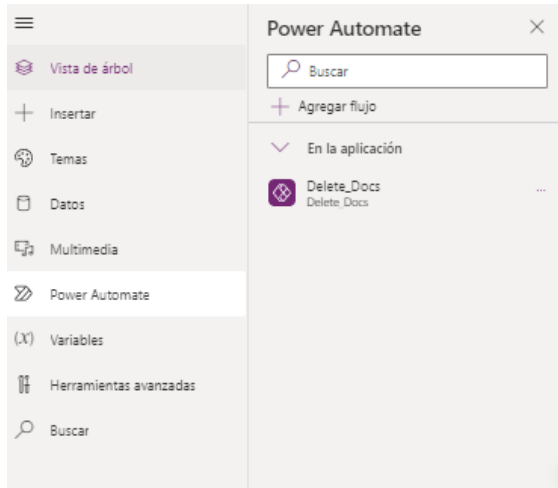 Vista de árbol
Insertar
Temas
Datos
Multimedia
Power Automate
(x) Variables
Herramientas avanzadas
Buscar
Power Automate
Buscar
Agregar flujo
En la aplicación
Delete_Docs
Delete_Docs
...